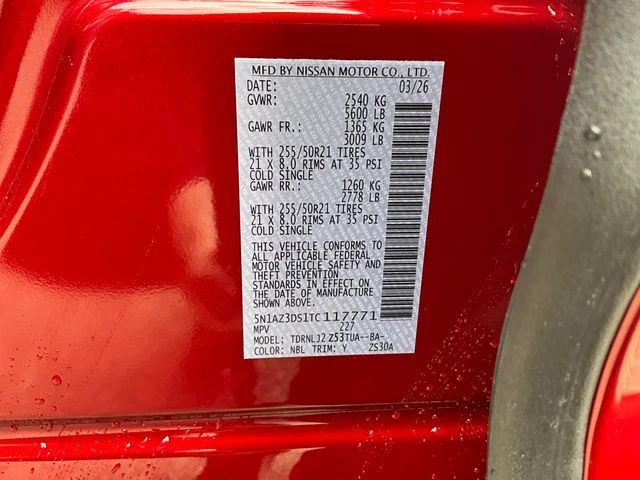 MFD BY NISSAN MOTOR CO., LTD.
DATE: 03/26
GVWR: 2540 KG
5600 LB
GAWR FR.: 1365 KG
3009 LB
WITH 255/50R21 TIRES
21 X 8.0 RIMS AT 35 PSI
COLD SINGLE
GAWR RR.: 1260 KG
2778 LB
WITH 255/50R21 TIRES
21 X 8.0 RIMS AT 35 PSI
COLD SINGLE
THIS VEHICLE CONFORMS TO
ALL APPLICABLE FEDERAL
MOTOR VEHICLE SAFETY AND
THEFT PREVENTION
STANDARDS IN EFFECT ON
THE DATE OF MANUFACTURE
SHOWN ABOVE.
5N1AZ3DS1TC117771
MPV 227
MODEL: TDRNLJ2 Z53TUA--BA-
COLOR: NBL TRIM: Y ZS30A